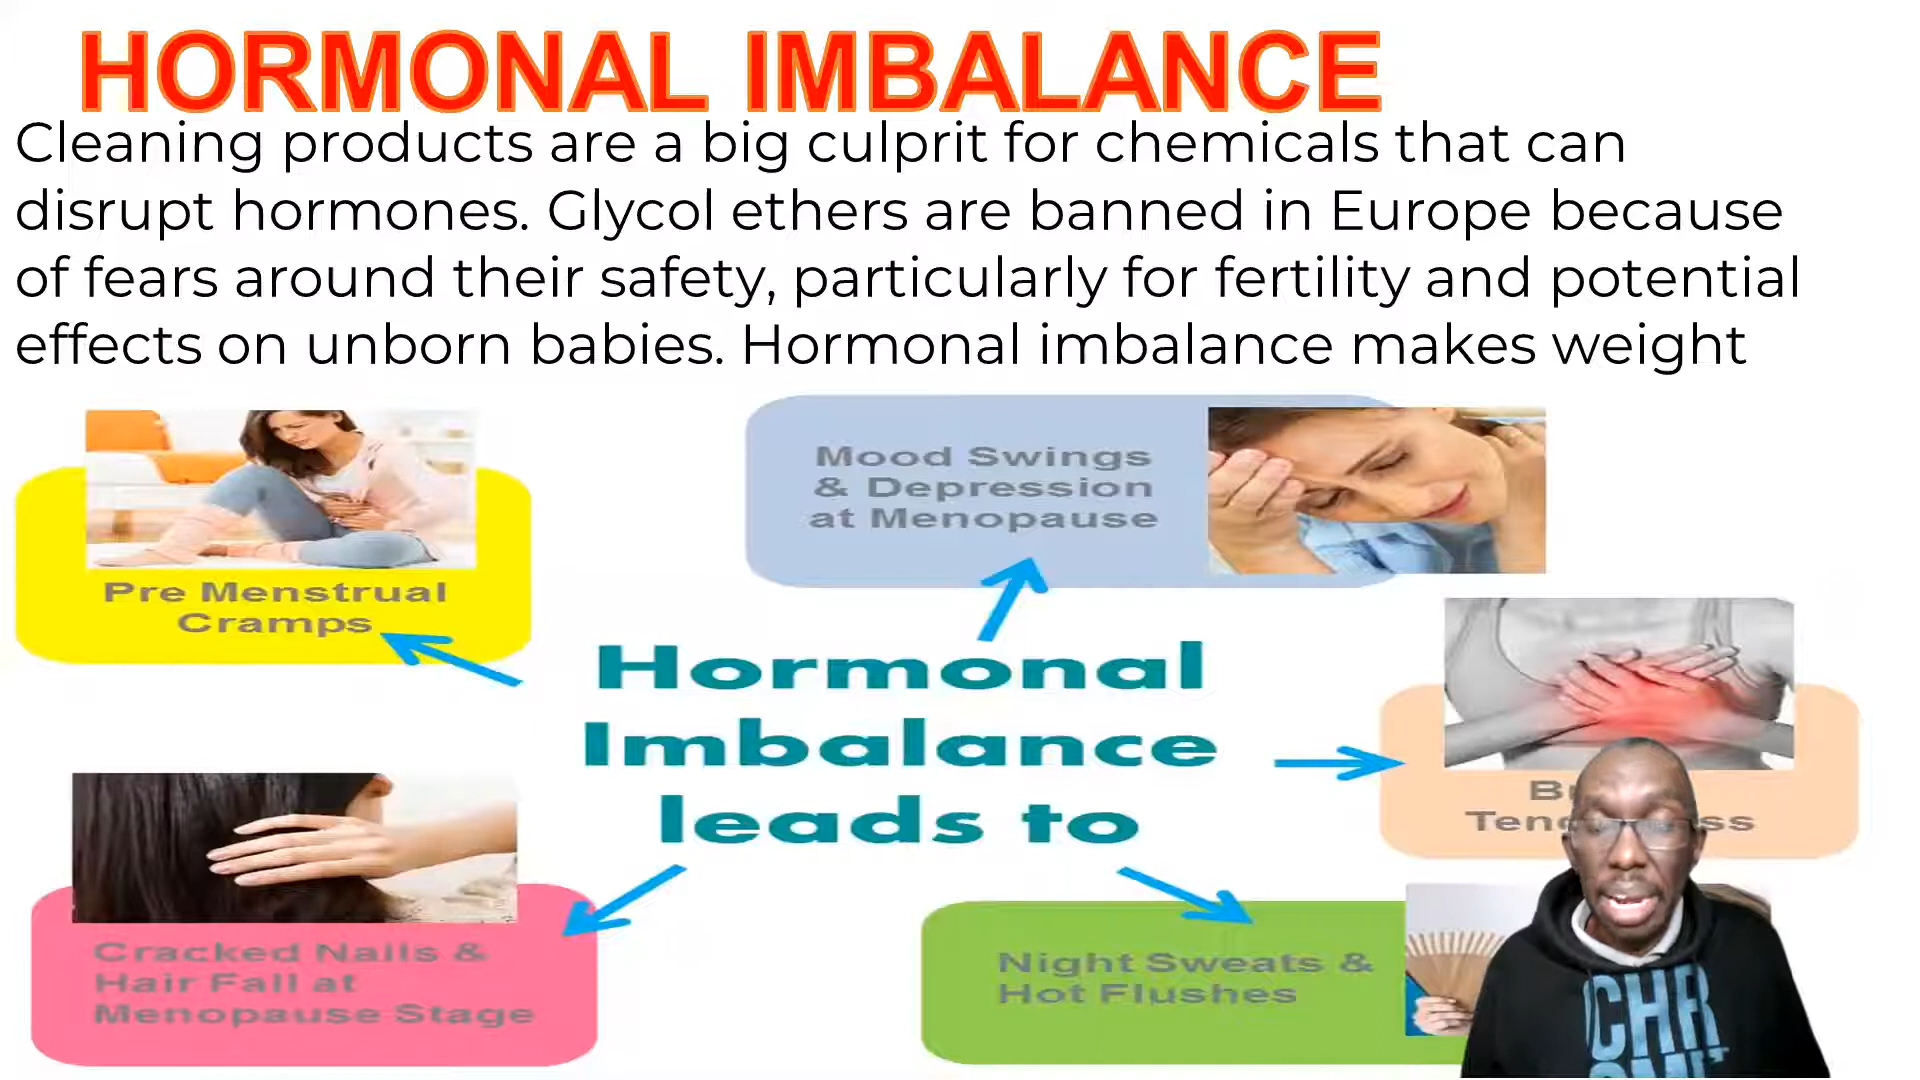 HORMONAL IMBALANCE
Cleaning products are a big culprit for chemicals that can
disrupt hormones. Glycol ethers are banned in Europe because
of fears around their safety, particularly for fertility and potential
effects on unborn babies. Hormonal imbalance makes weight
Mood Swings
& Depression
at Menopause
Pre Menstrual
Cramps
Hormonal
Imbalance
leads to
Cracked Nails &
Hair Fall at
Menopause Stage
Night Sweats &
Hot Flushes